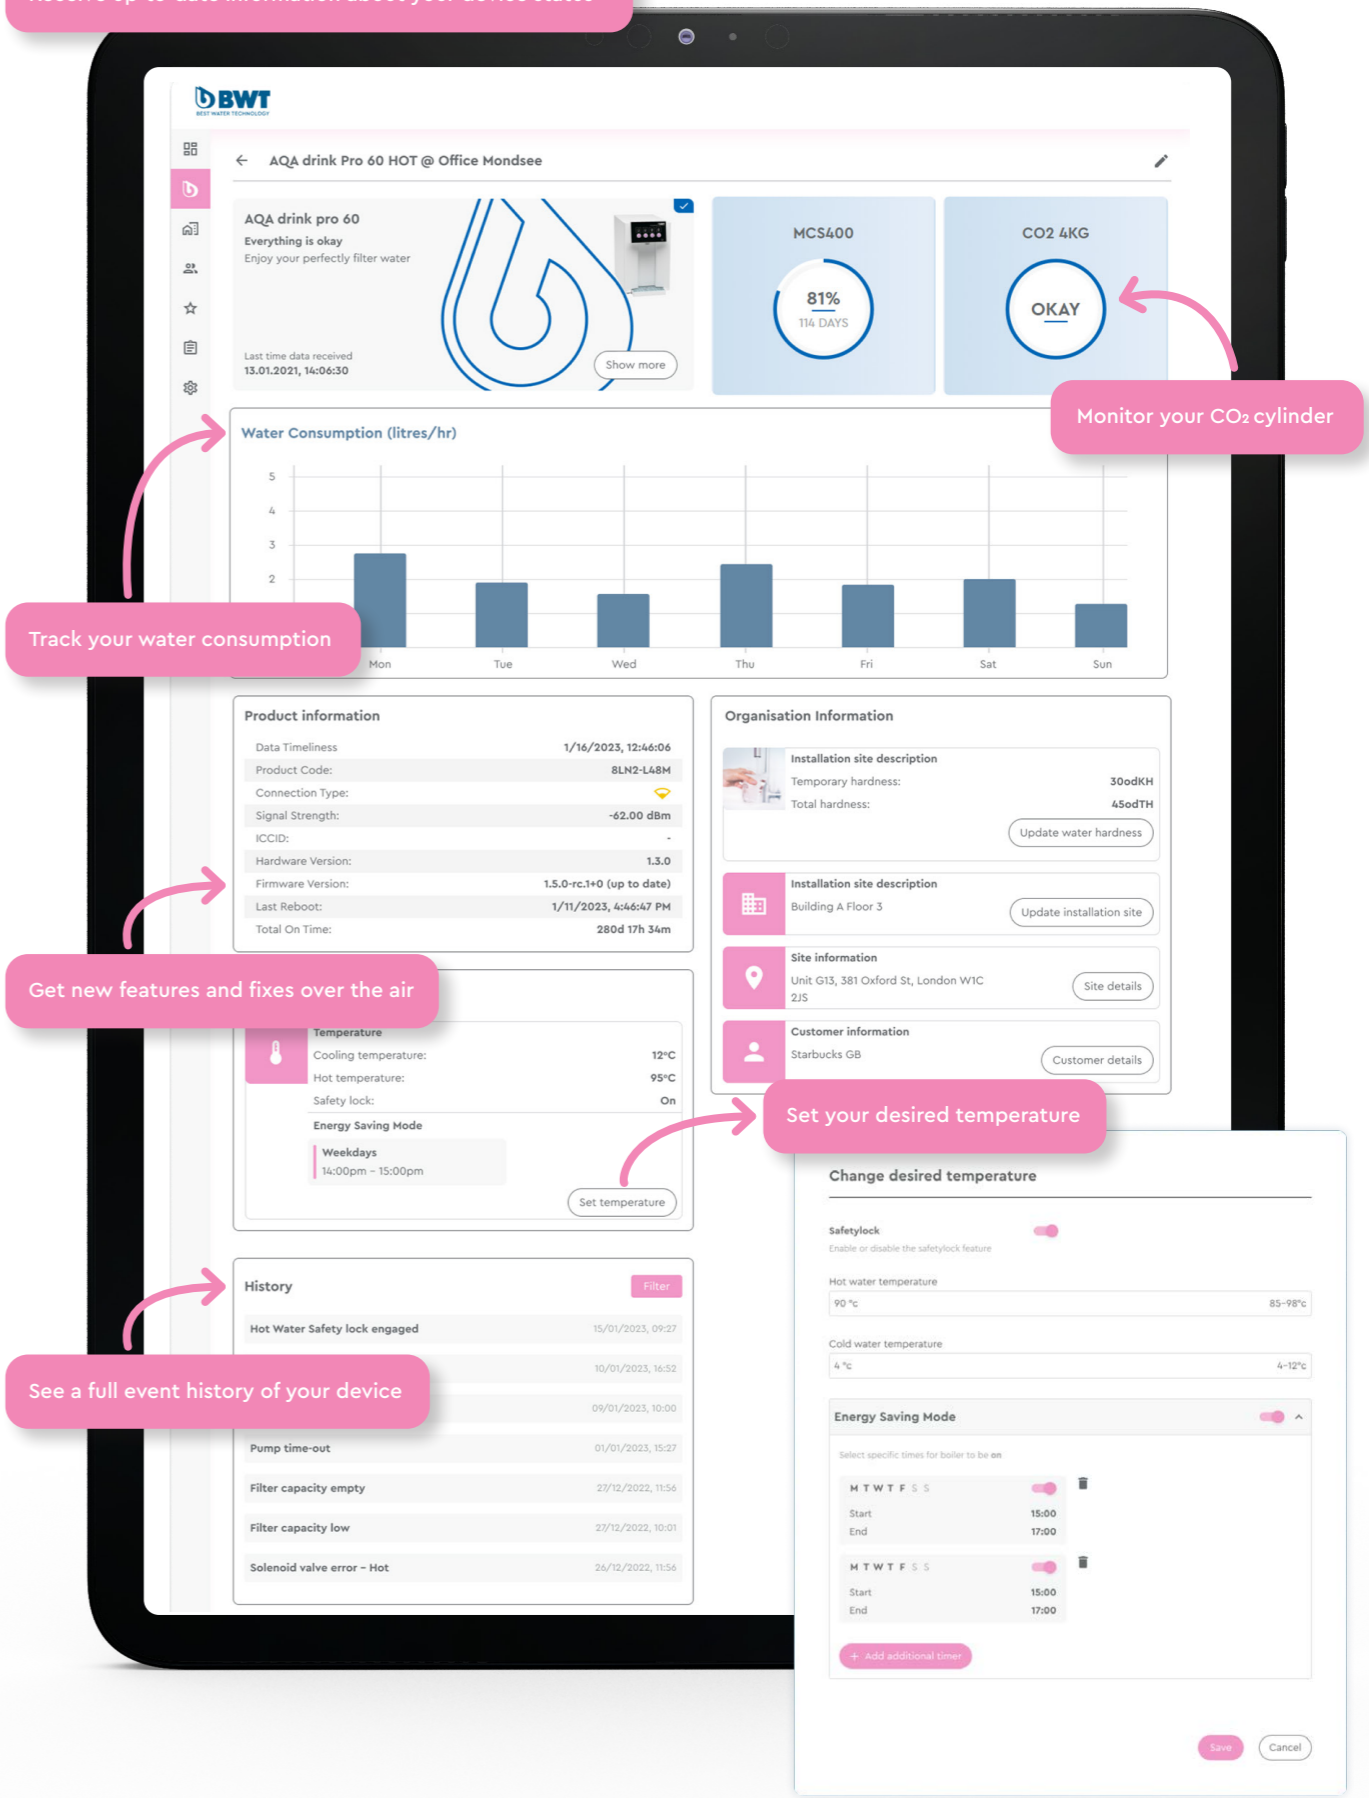 BWT
BEST WATER TECHNOLOGY
AQA drink Pro 60 HOT @ Office Mondsee
AQA drink pro 60
Everything is okay
Enjoy your perfectly filter water
Last time data received
13.01.2021, 14:06:30
Show more
MCS400
81%
114 DAYS
CO2 4KG
OKAY
Monitor your CO₂ cylinder
Water Consumption (litres/hr)
5
4
3
2
Mon Tue Wed Thu Fri Sat Sun
Track your water consumption
Product information
Data Timeliness 1/16/2023, 12:46:06
Product Code: 8LN2-L48M
Connection Type:
Signal Strength: -62.00 dBm
ICCID: -
Hardware Version: 1.3.0
Firmware Version: 1.5.0-rc.1+0 (up to date)
Last Reboot: 1/11/2023, 4:46:47 PM
Total On Time: 280d 17h 34m
Get new features and fixes over the air
Organisation Information
Installation site description
Temporary hardness: 30odKH
Total hardness: 45odTH
Update water hardness
Installation site description
Building A Floor 3
Update installation site
Site information
Unit G13, 381 Oxford St, London W1C
2JS
Site details
Customer information
Starbucks GB
Customer details
Temperature
Cooling temperature: 12°C
Hot temperature: 95°C
Safety lock: On
Energy Saving Mode
Weekdays
14:00pm - 15:00pm
Set temperature
Set your desired temperature
History
Filter
Hot Water Safety lock engaged 15/01/2023, 09:27
10/01/2023, 16:52
09/01/2023, 10:00
See a full event history of your device
Pump time-out 01/01/2023, 15:27
Filter capacity empty 27/12/2022, 11:56
Filter capacity low 27/12/2022, 10:01
Solenoid valve error - Hot 26/12/2022, 11:56
Change desired temperature
Safetylock
Enable or disable the safetylock feature
Hot water temperature
90 °c 85-98°c
Cold water temperature
4 °c 4-12°c
Energy Saving Mode
Select specific times for boiler to be on
M T W T F S S
Start 15:00
End 17:00
M T W T F S S
Start 15:00
End 17:00
+ Add additional timer
Save
Cancel